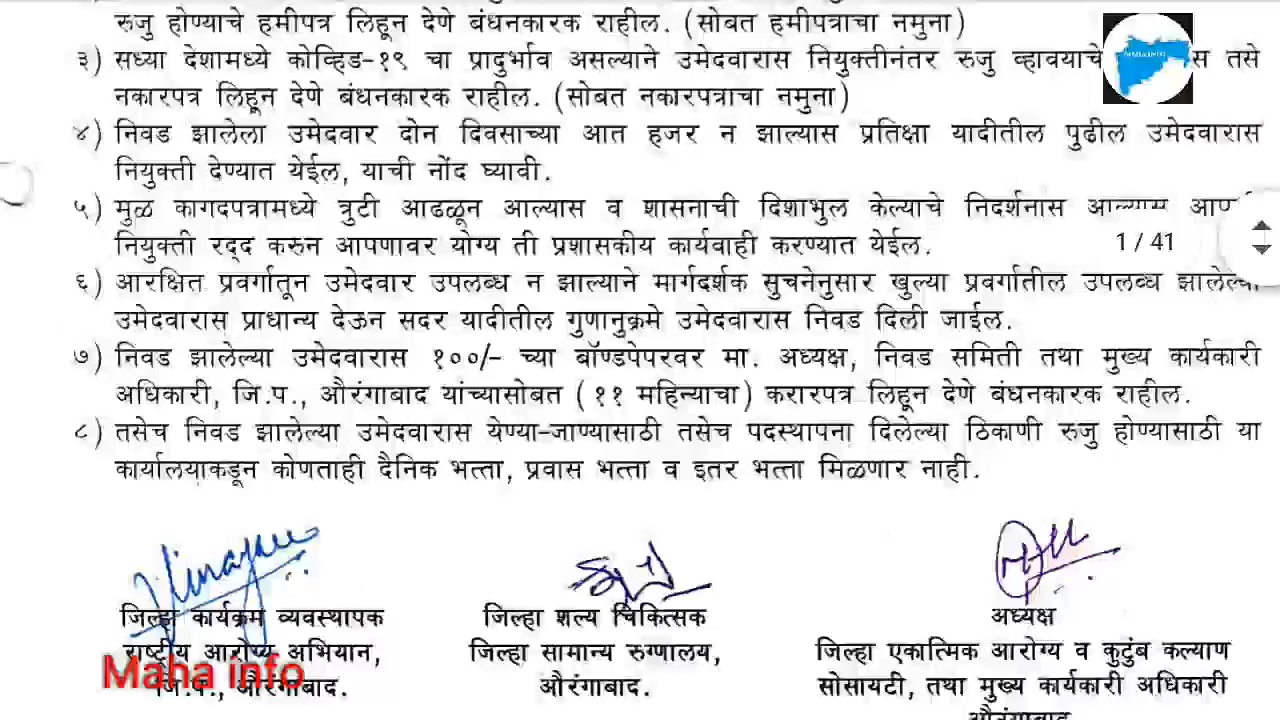 रुजु होण्याचे हमीपत्र लिहून देणे बंधनकारक राहील. (सोबत हमीपत्राचा नमुना)
३) सध्या देशामध्ये कोव्हिड-१९ चा प्रादुर्भाव असल्याने उमेदवारास नियुक्तीनंतर रुजु व्हावयाचे तसे
नकारपत्र लिहून देणे बंधनकारक राहील. (सोबत नकारपत्राचा नमुना)
४) निवड झालेला उमेदवार दोन दिवसाच्या आत हजर न झाल्यास प्रतिक्षा यादीतील पुढील उमेदवारास
नियुक्ती देण्यात येईल, याची नोंद घ्यावी.
५) मुळ कागदपत्रामध्ये त्रुटी आढळून आल्यास व शासनाची दिशाभुल केल्याचे निदर्शनास आल्यास
नियुक्ती रद्द करुन आपणावर योग्य ती प्रशासकीय कार्यवाही करण्यात येईल.
1 / 41
६) आरक्षित प्रवर्गातून उमेदवार उपलब्ध न झाल्याने मार्गदर्शक सुचनेनुसार खुल्या प्रवर्गातील उपलब्ध झालेल्या
उमेदवारास प्राधान्य देऊन सदर यादीतील गुणानुक्रमे उमेदवारास निवड दिली जाईल.
७) निवड झालेल्या उमेदवारास १००/- च्या बॉण्डपेपरवर मा. अध्यक्ष, निवड समिती तथा मुख्य कार्यकारी
अधिकारी, जि.प., औरंगाबाद यांच्यासोबत (११ महिन्याचा) करारपत्र लिहून देणे बंधनकारक राहील.
८) तसेच निवड झालेल्या उमेदवारास येण्या-जाण्यासाठी तसेच पदस्थापना दिलेल्या ठिकाणी रुजु होण्यासाठी या
कार्यालयाकडून कोणताही दैनिक भत्ता, प्रवास भत्ता व इतर भत्ता मिळणार नाही.
जिल्हा कार्यक्रम व्यवस्थापक
राष्ट्रीय आरोग्य अभियान,
जि.प., औरंगाबाद.
Maha info
जिल्हा शल्य चिकित्सक
जिल्हा सामान्य रुग्णालय,
औरंगाबाद.
अध्यक्ष
जिल्हा एकात्मिक आरोग्य व कुटुंब कल्याण
सोसायटी, तथा मुख्य कार्यकारी अधिकारी
औरंगाबाद